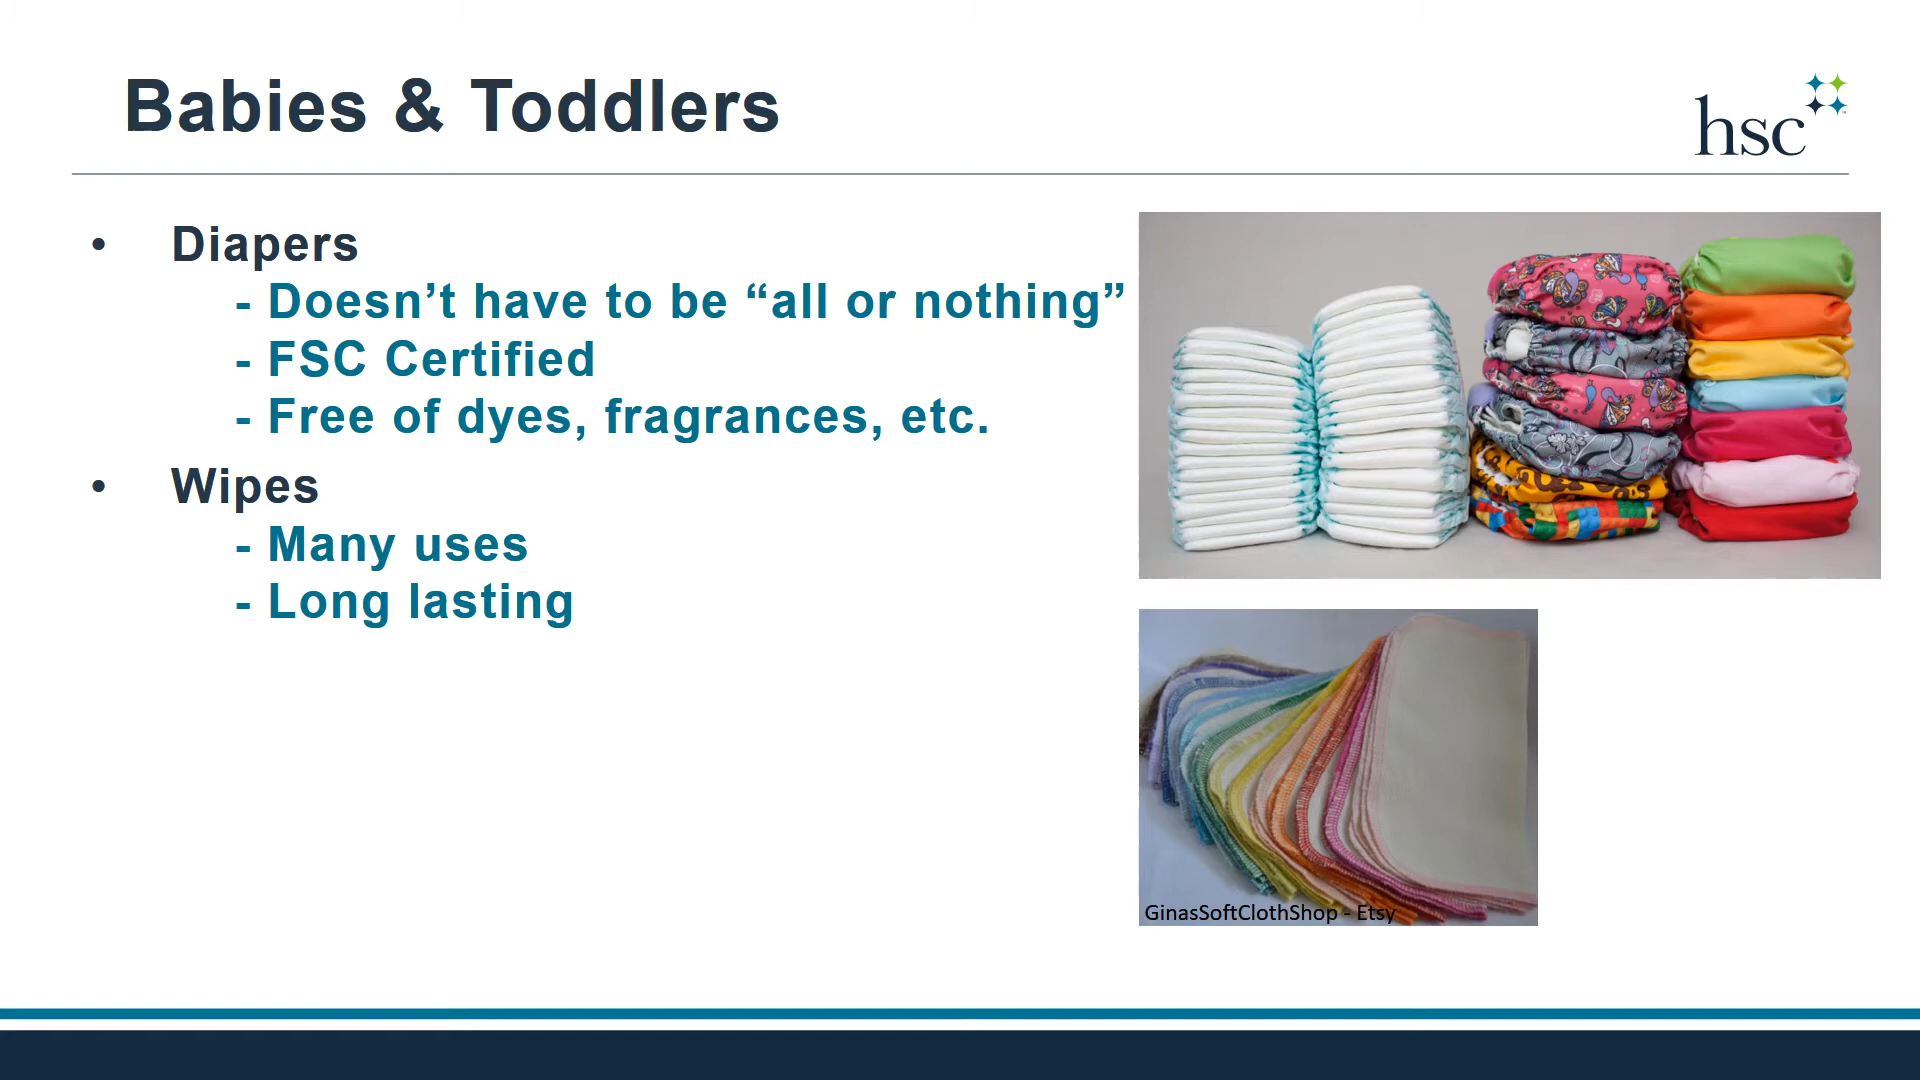 Babies & Toddlers
hsc
• Diapers
- Doesn’t have to be “all or nothing”
- FSC Certified
- Free of dyes, fragrances, etc.
• Wipes
- Many uses
- Long lasting
GinasSoftClothShop - Etsy